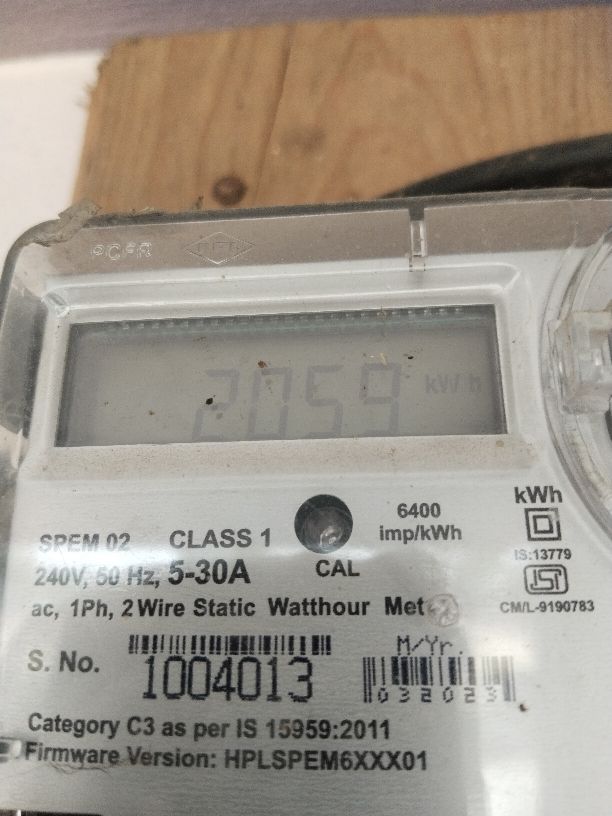 PCFR
2059 kWh
6400
imp/kWh
kWh
SPEM 02 CLASS 1
IS:13779
240V, 50 Hz, 5-30A
CAL
CM/L-9190783
ac, 1Ph, 2 Wire Static Watthour Met
M/Yr.
S. No. 1004013
032023
Category C3 as per IS 15959:2011
Firmware Version: HPLSPEM6XXX01